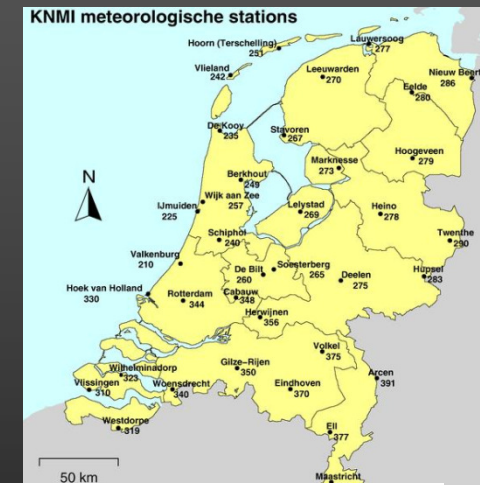 KNMI meteorologische stations
Lauwersoog
277
Hoorn (Terschelling)
251
Vlieland
242
Leeuwarden
270
Nieuw Beert
286
Eelde
280
De Kooy
235
Stavoren
267
Hoogeveen
279
Marknesse
273
Berkhout
249
N
Wijk aan Zee
257
IJmuiden
225
Lelystad
269
Heino
278
Schiphol
240
Twenthe
290
Valkenburg
210
De Bilt
260
Soesterberg
265
Deelen
275
Hupsel
283
Hoek van Holland
330
Rotterdam
344
Cabauw
348
Herwijnen
356
Volkel
375
Gilze-Rijen
350
Arcen
391
Wilhelminadorp
323
Vlissingen
310
Woensdrecht
340
Eindhoven
370
Westdorpe
319
Ell
377
50 km
Maastricht